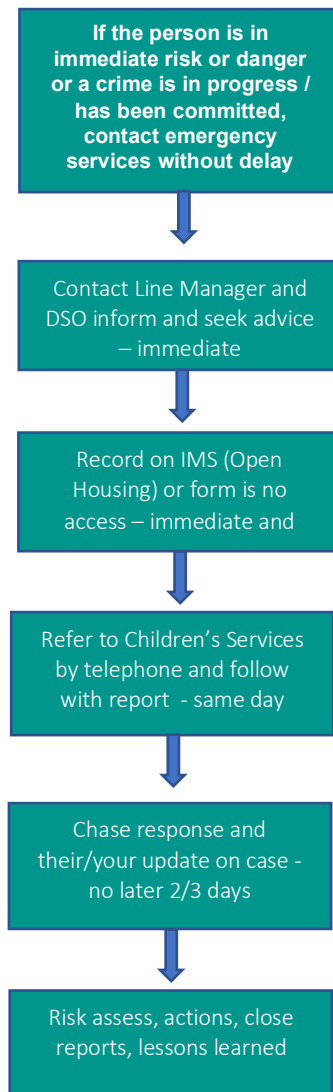 If the person is in
immediate risk or danger
or a crime is in progress /
has been committed,
contact emergency
services without delay
Contact Line Manager and
DSO inform and seek advice
– immediate
Record on IMS (Open
Housing) or form is no
access – immediate and
Refer to Children’s Services
by telephone and follow
with report - same day
Chase response and
their/your update on case -
no later 2/3 days
Risk assess, actions, close
reports, lessons learned